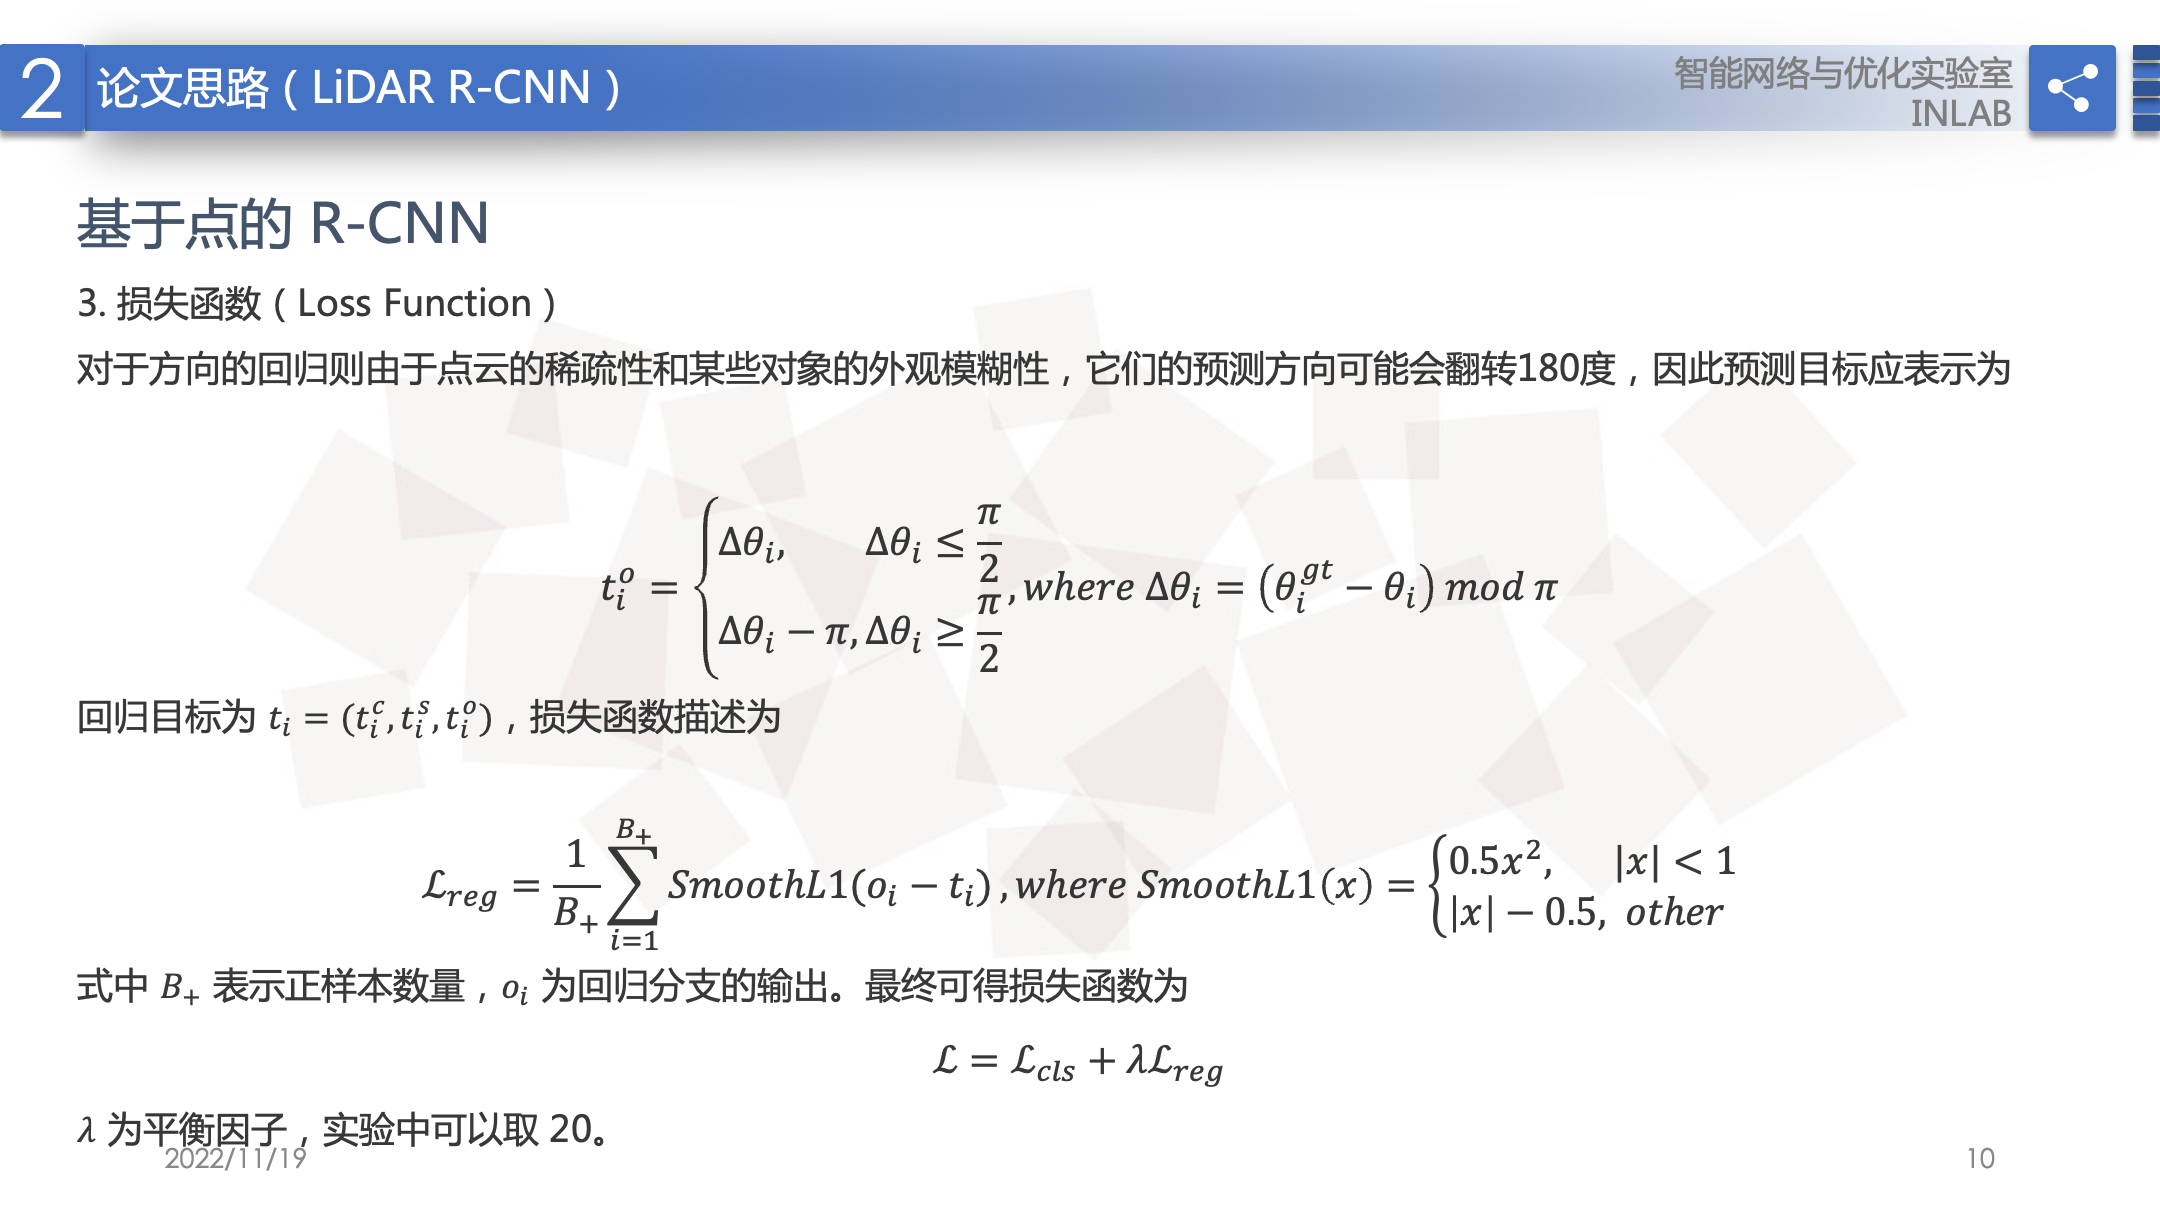 2
论文思路（LiDAR R-CNN）
智能网络与优化实验室
INLAB
基于点的 R-CNN
3. 损失函数（Loss Function）
对于方向的回归则由于点云的稀疏性和某些对象的外观模糊性，它们的预测方向可能会翻转180度，因此预测目标应表示为
$t_i^o = \begin{cases} \Delta\theta_i, & \Delta\theta_i \leq \frac{\pi}{2} \\ \Delta\theta_i - \pi, & \Delta\theta_i \geq \frac{\pi}{2} \end{cases}, where\ \Delta\theta_i = (\theta_i^{gt} - \theta_i)\ mod\ \pi$
回归目标为 $t_i = (t_i^c, t_i^s, t_i^o)$，损失函数描述为
$\mathcal{L}_{reg} = \frac{1}{B_+} \sum_{i=1}^{B_+} SmoothL1(o_i - t_i), where\ SmoothL1(x) = \begin{cases} 0.5x^2, & |x| < 1 \\ |x| - 0.5, & other \end{cases}$
式中 $B_+$ 表示正样本数量，$o_i$ 为回归分支的输出。最终可得损失函数为
$\mathcal{L} = \mathcal{L}_{cls} + \lambda\mathcal{L}_{reg}$
λ 为平衡因子，实验中可以取 20。
2022/11/19
10